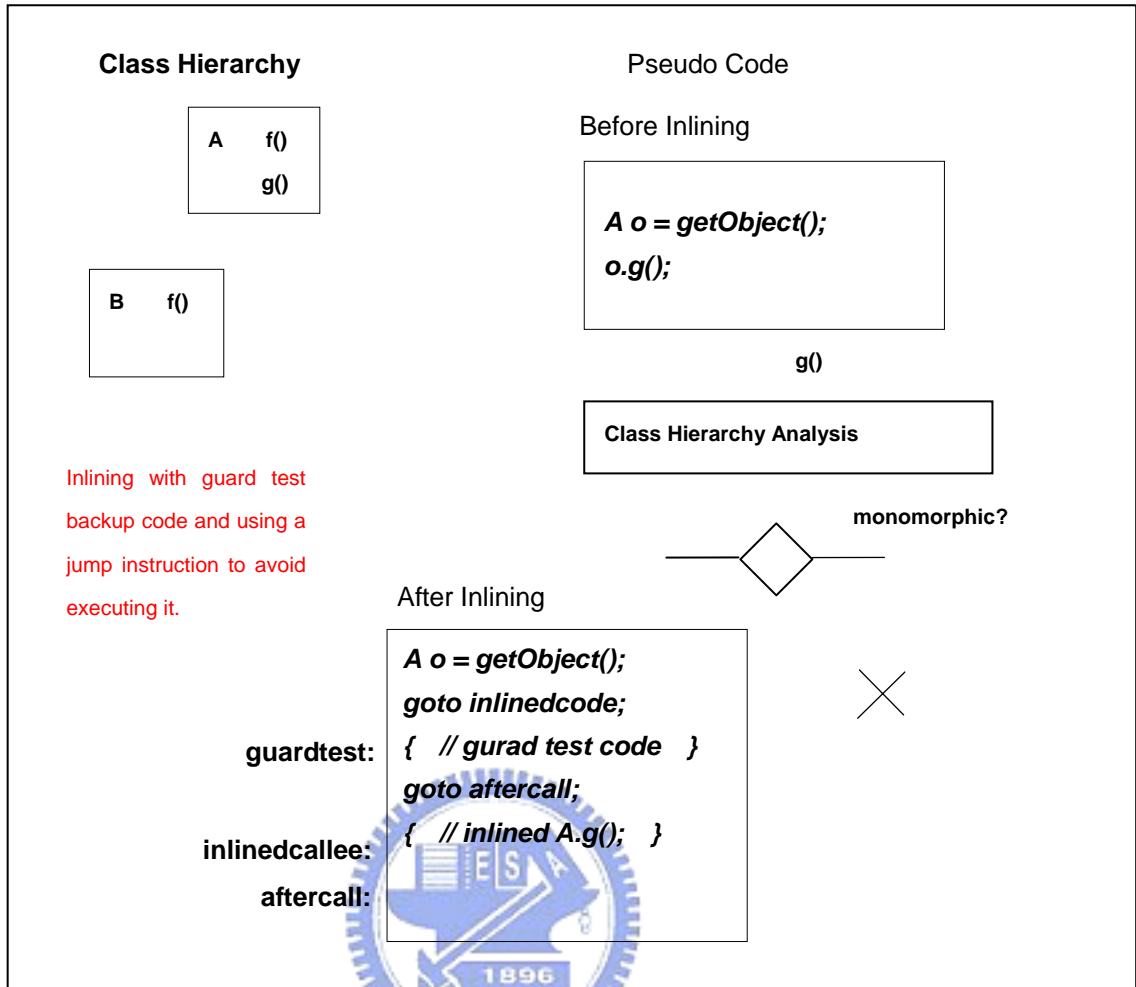 Class Hierarchy
Pseudo Code
A f()
g()
B f()
Before Inlining
A o = getObject();
o.g();
g()
Class Hierarchy Analysis
monomorphic?
Inlining with guard test
backup code and using a
jump instruction to avoid
executing it.
After Inlining
A o = getObject();
goto inlinedcode;
guardtest: { // gurad test code }
goto aftercall;
inlinedcallee: { // inlined A.g(); }
aftercall:
E S A
1896